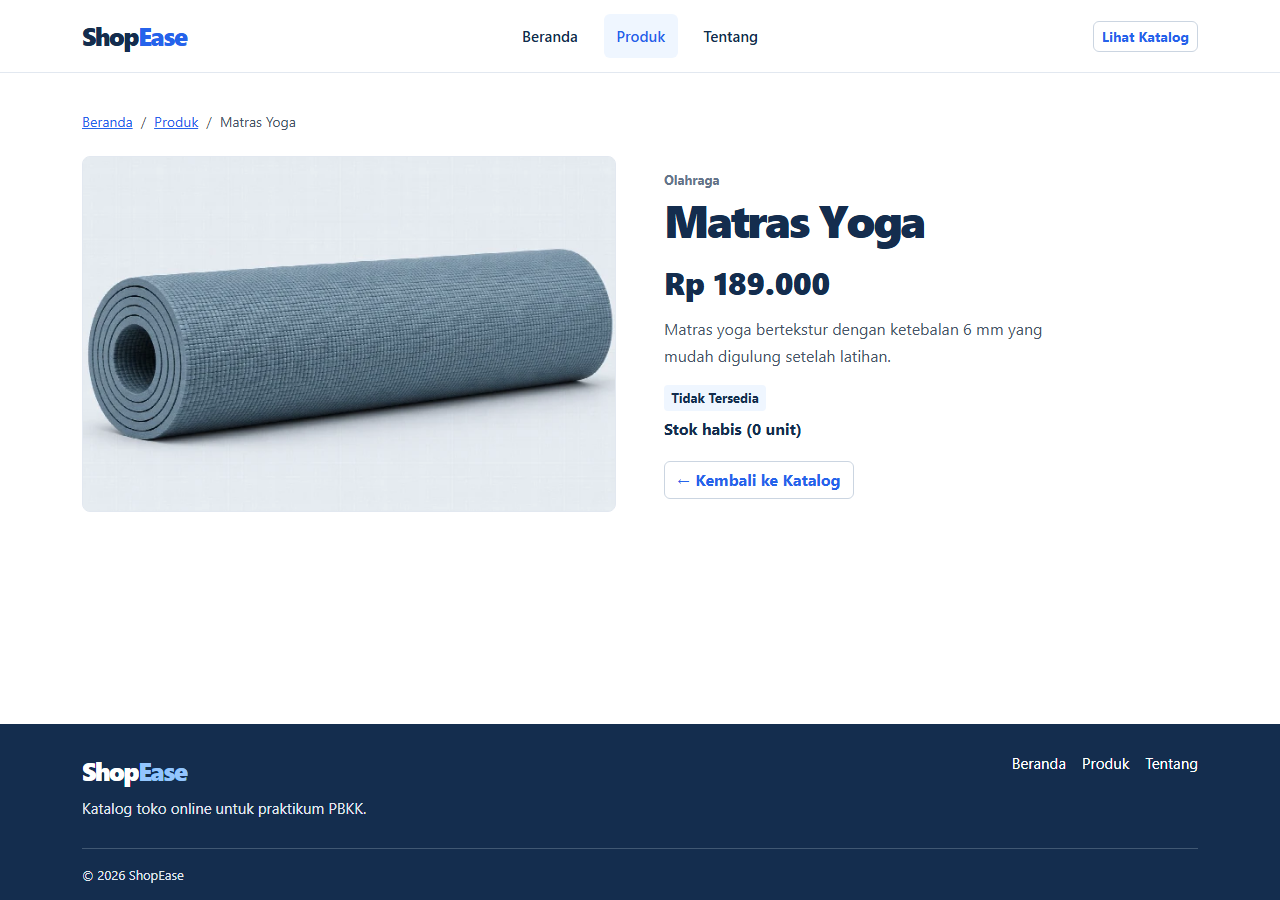 ShopEase
Beranda
Produk
Tentang
Lihat Katalog
Beranda / Produk / Matras Yoga
Olahraga
Matras Yoga
Rp 189.000
Matras yoga bertekstur dengan ketebalan 6 mm yang
mudah digulung setelah latihan.
Tidak Tersedia
Stok habis (0 unit)
← Kembali ke Katalog
ShopEase
Beranda
Produk
Tentang
Katalog toko online untuk praktikum PBKK.
© 2026 ShopEase